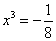 x³ = -1/8